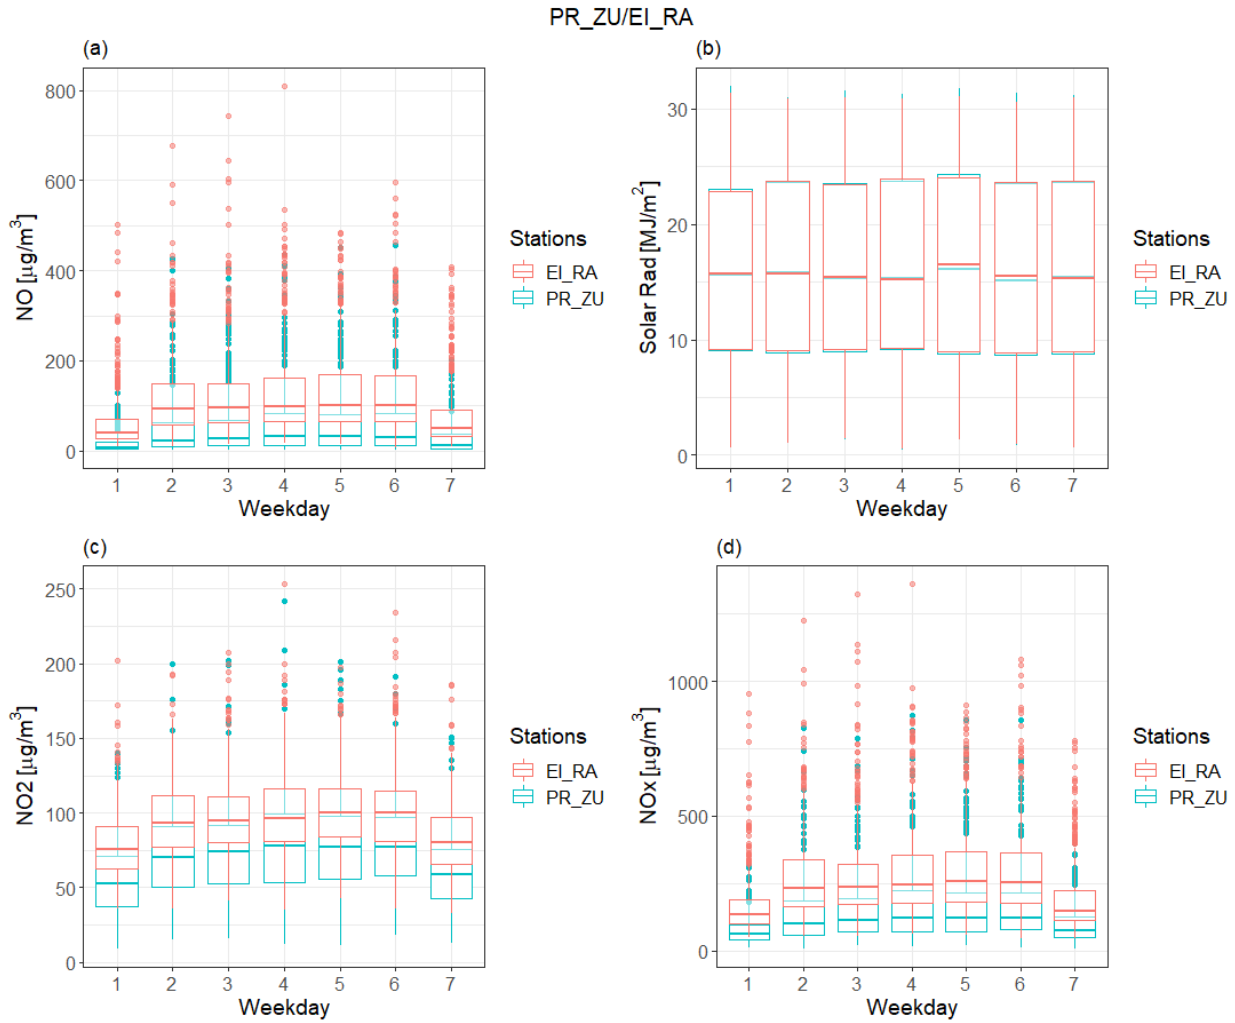 PR_ZU/EI_RA
(a)
NO [µg/m³]
800
600
400
200
0
1 2 3 4 5 6 7
Weekday
Stations
EI_RA
PR_ZU
(b)
Solar Rad [MJ/m²]
30
20
10
0
1 2 3 4 5 6 7
Weekday
Stations
EI_RA
PR_ZU
(c)
NO2 [µg/m³]
250
200
150
100
50
0
1 2 3 4 5 6 7
Weekday
Stations
EI_RA
PR_ZU
(d)
NOx [µg/m³]
1000
500
0
1 2 3 4 5 6 7
Weekday
Stations
EI_RA
PR_ZU